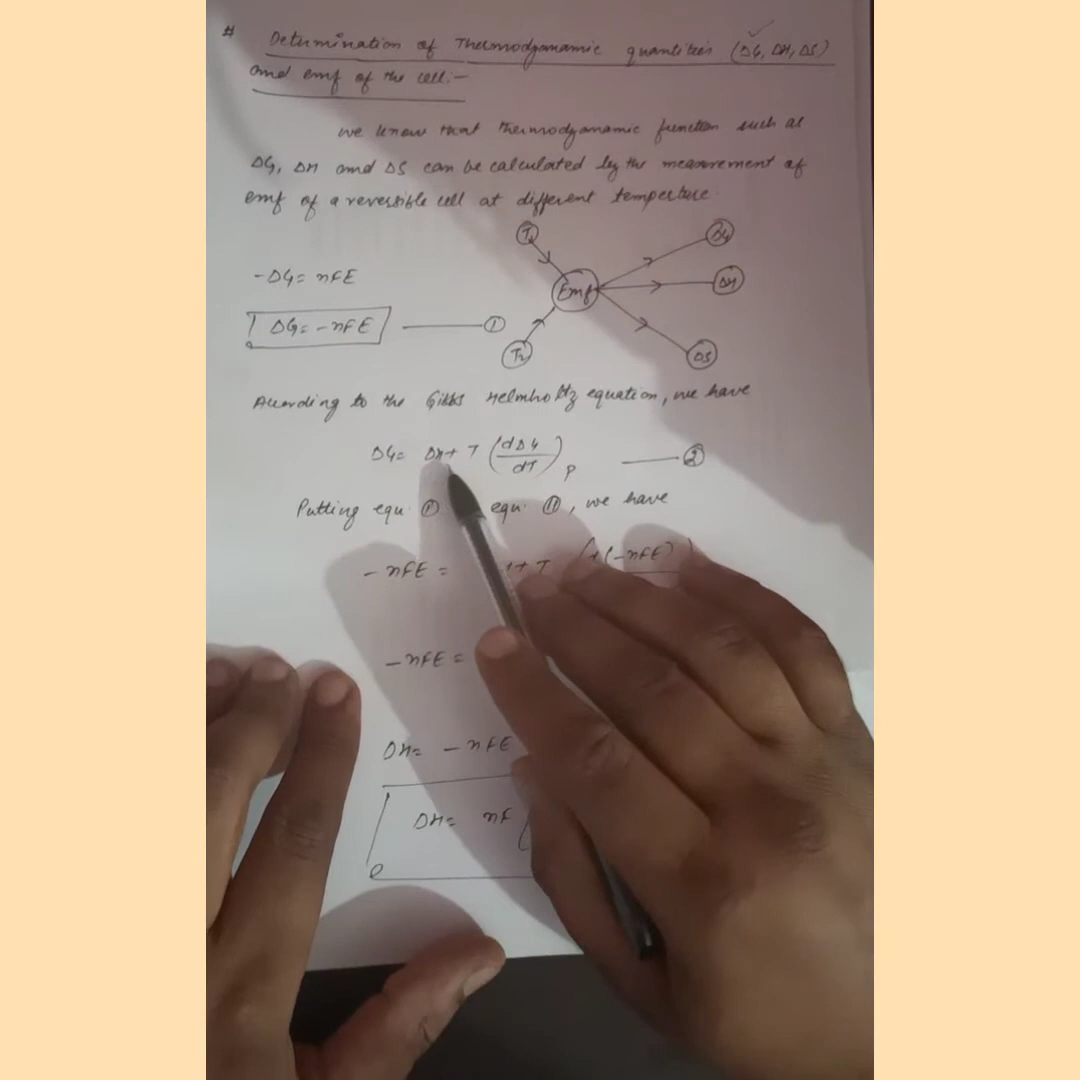 # Determination of Thermodynamic quantities (ΔG, ΔH, ΔS)
and emf of the cell:-
we know that thermodynamic function such as
ΔG, ΔH and ΔS can be calculated by the measurement of
emf of a reversible cell at different temperture.
T1 ΔG
-ΔG = nFE
Emf ΔH
ΔG = -nFE ①
T2 ΔS
According to the Gibbs Helmholtz equation, we have
ΔG = ΔH + T (dΔG/dT)P ②
Putting equ. ① equ. ⑪, we have
-nFE = + T (-nFE)
-nFE =
ΔH = -nFE
ΔH = nF (